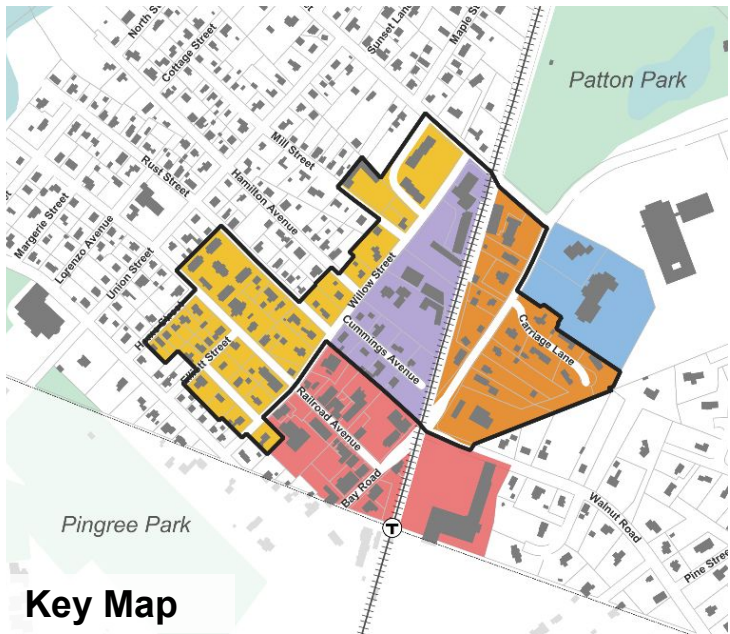 North St
Cottage Street
Sunset Lane
Maple St
Patton Park
Mill Street
Rust Street
Hamilton Avenue
Margerie Street
Lorenzo Avenue
Union Street
Willow Street
Cummings Avenue
Carriage Lane
Street
Railroad Avenue
Bay Road
Walnut Road
Pine Stree
Pingree Park
T
Key Map